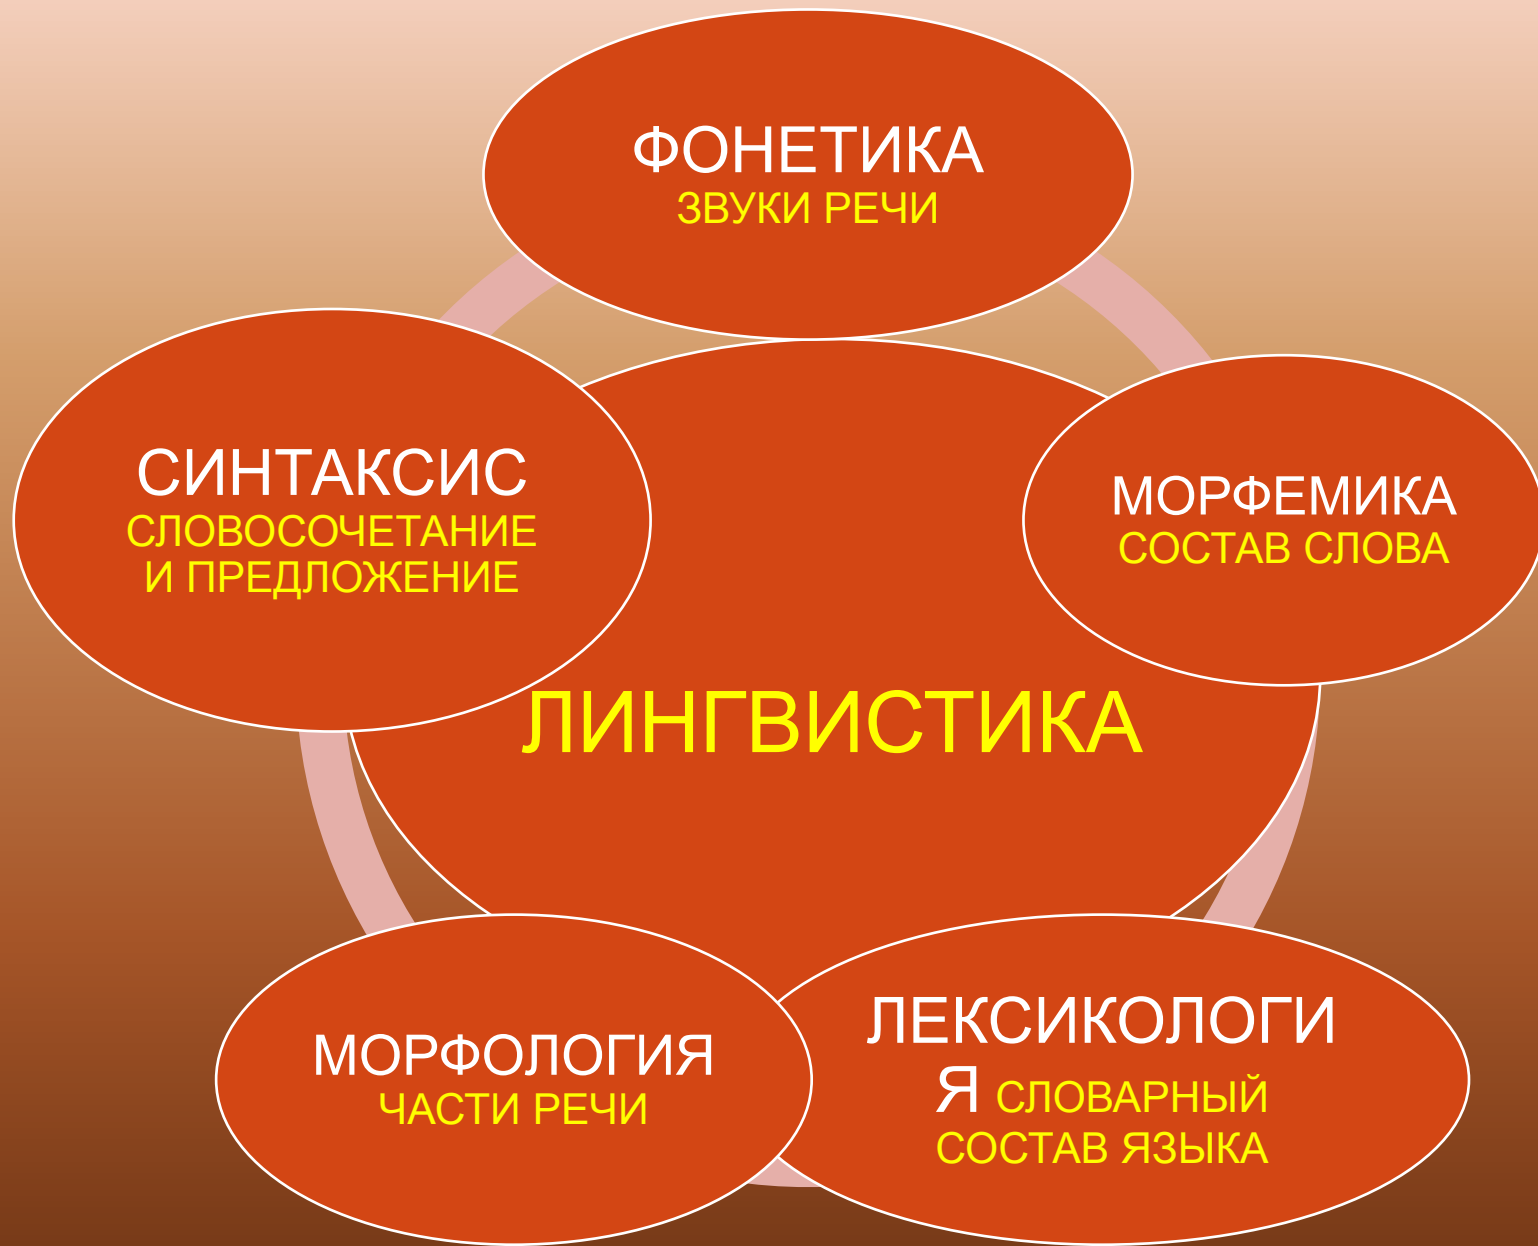 ФОНЕТИКА
ЗВУКИ РЕЧИ
СИНТАКСИС
СЛОВОСОЧЕТАНИЕ
И ПРЕДЛОЖЕНИЕ
МОРФЕМИКА
СОСТАВ СЛОВА
ЛИНГВИСТИКА
МОРФОЛОГИЯ
ЧАСТИ РЕЧИ
ЛЕКСИКОЛОГИ
Я СЛОВАРНЫЙ
СОСТАВ ЯЗЫКА